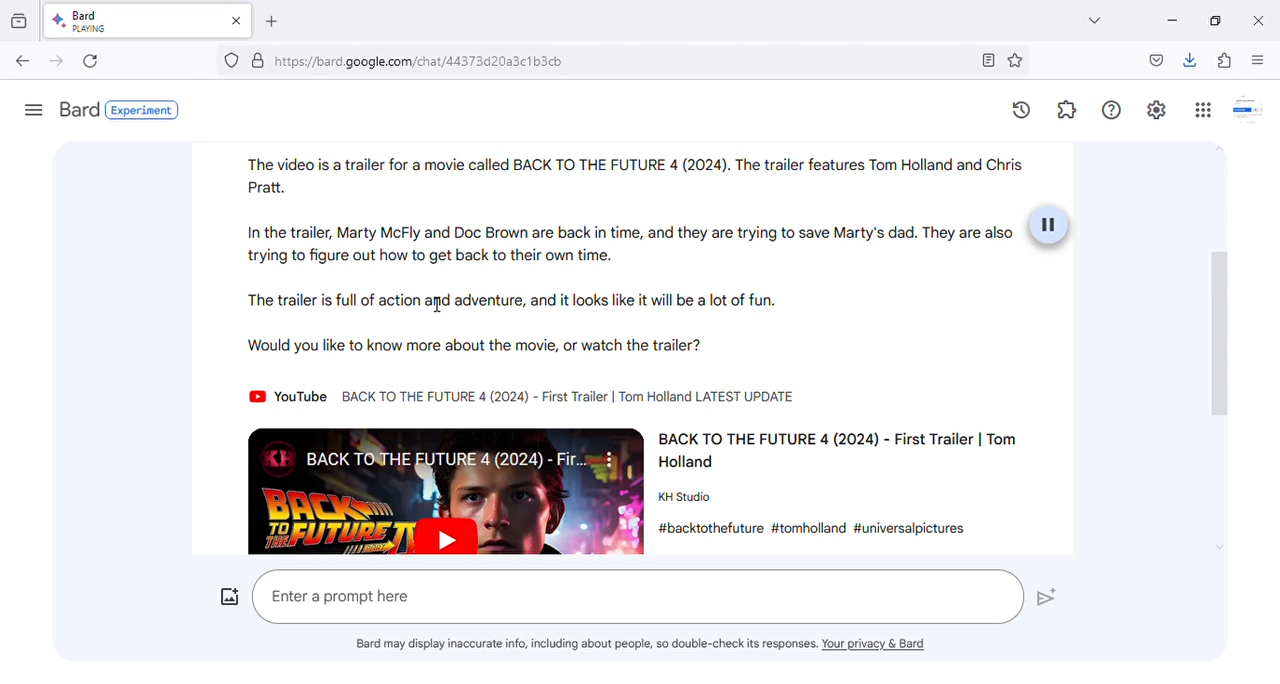 Bard
PLAYING
https://bard.google.com/chat/44373d20a3c1b3cb
Bard Experiment
The video is a trailer for a movie called BACK TO THE FUTURE 4 (2024). The trailer features Tom Holland and Chris
Pratt.
In the trailer, Marty McFly and Doc Brown are back in time, and they are trying to save Marty's dad. They are also
trying to figure out how to get back to their own time.
The trailer is full of action and adventure, and it looks like it will be a lot of fun.
Would you like to know more about the movie, or watch the trailer?
YouTube BACK TO THE FUTURE 4 (2024) - First Trailer | Tom Holland LATEST UPDATE
KH BACK TO THE FUTURE 4 (2024) - Fir...
BACK
TO THE
FUTURE IV
BACK TO THE FUTURE 4 (2024) - First Trailer | Tom
Holland
KH Studio
#backtothefuture #tomholland #universalpictures
Enter a prompt here
Bard may display inaccurate info, including about people, so double-check its responses. Your privacy & Bard